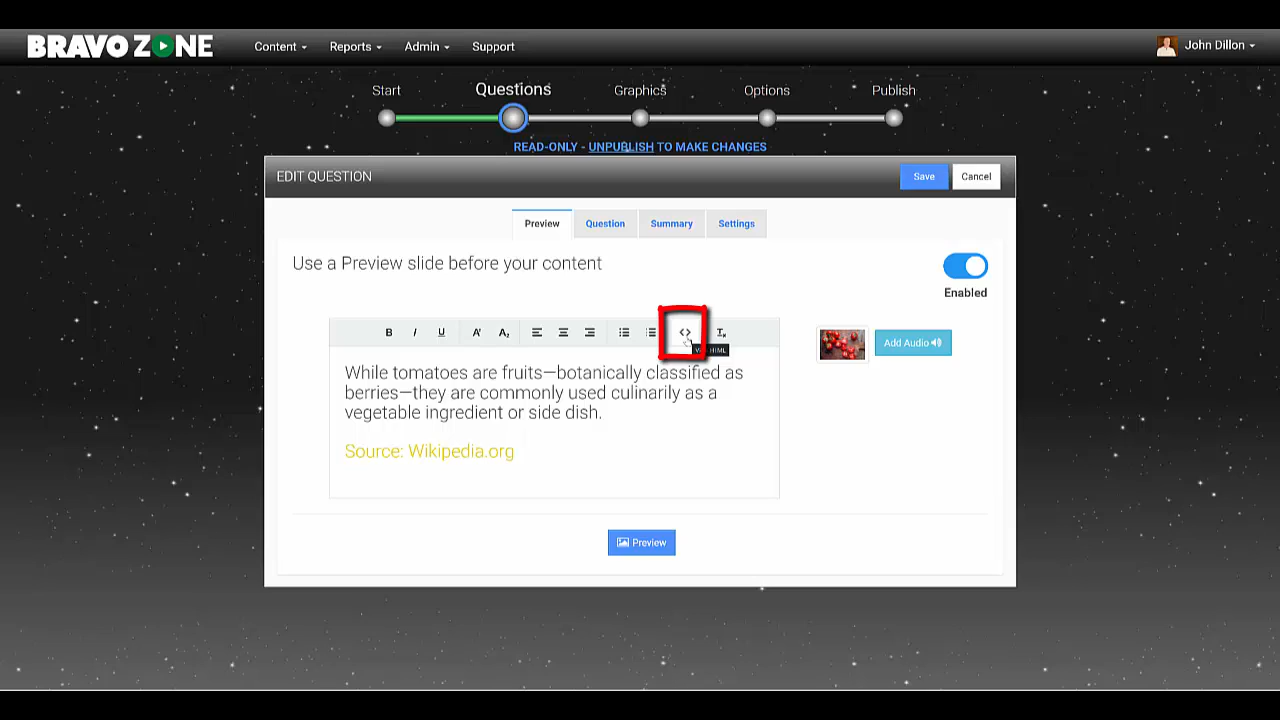 BRAVO ZONE
Content
Reports
Admin
Support
John Dillon
Start
Questions
Graphics
Options
Publish
READ-ONLY - UNPUBLISH TO MAKE CHANGES
EDIT QUESTION
Save
Cancel
Preview
Question
Summary
Settings
Use a Preview slide before your content
Enabled
B I U A
HTML
Add Audio
While tomatoes are fruits—botanically classified as
berries—they are commonly used culinarily as a
vegetable ingredient or side dish.
Source: Wikipedia.org
Preview